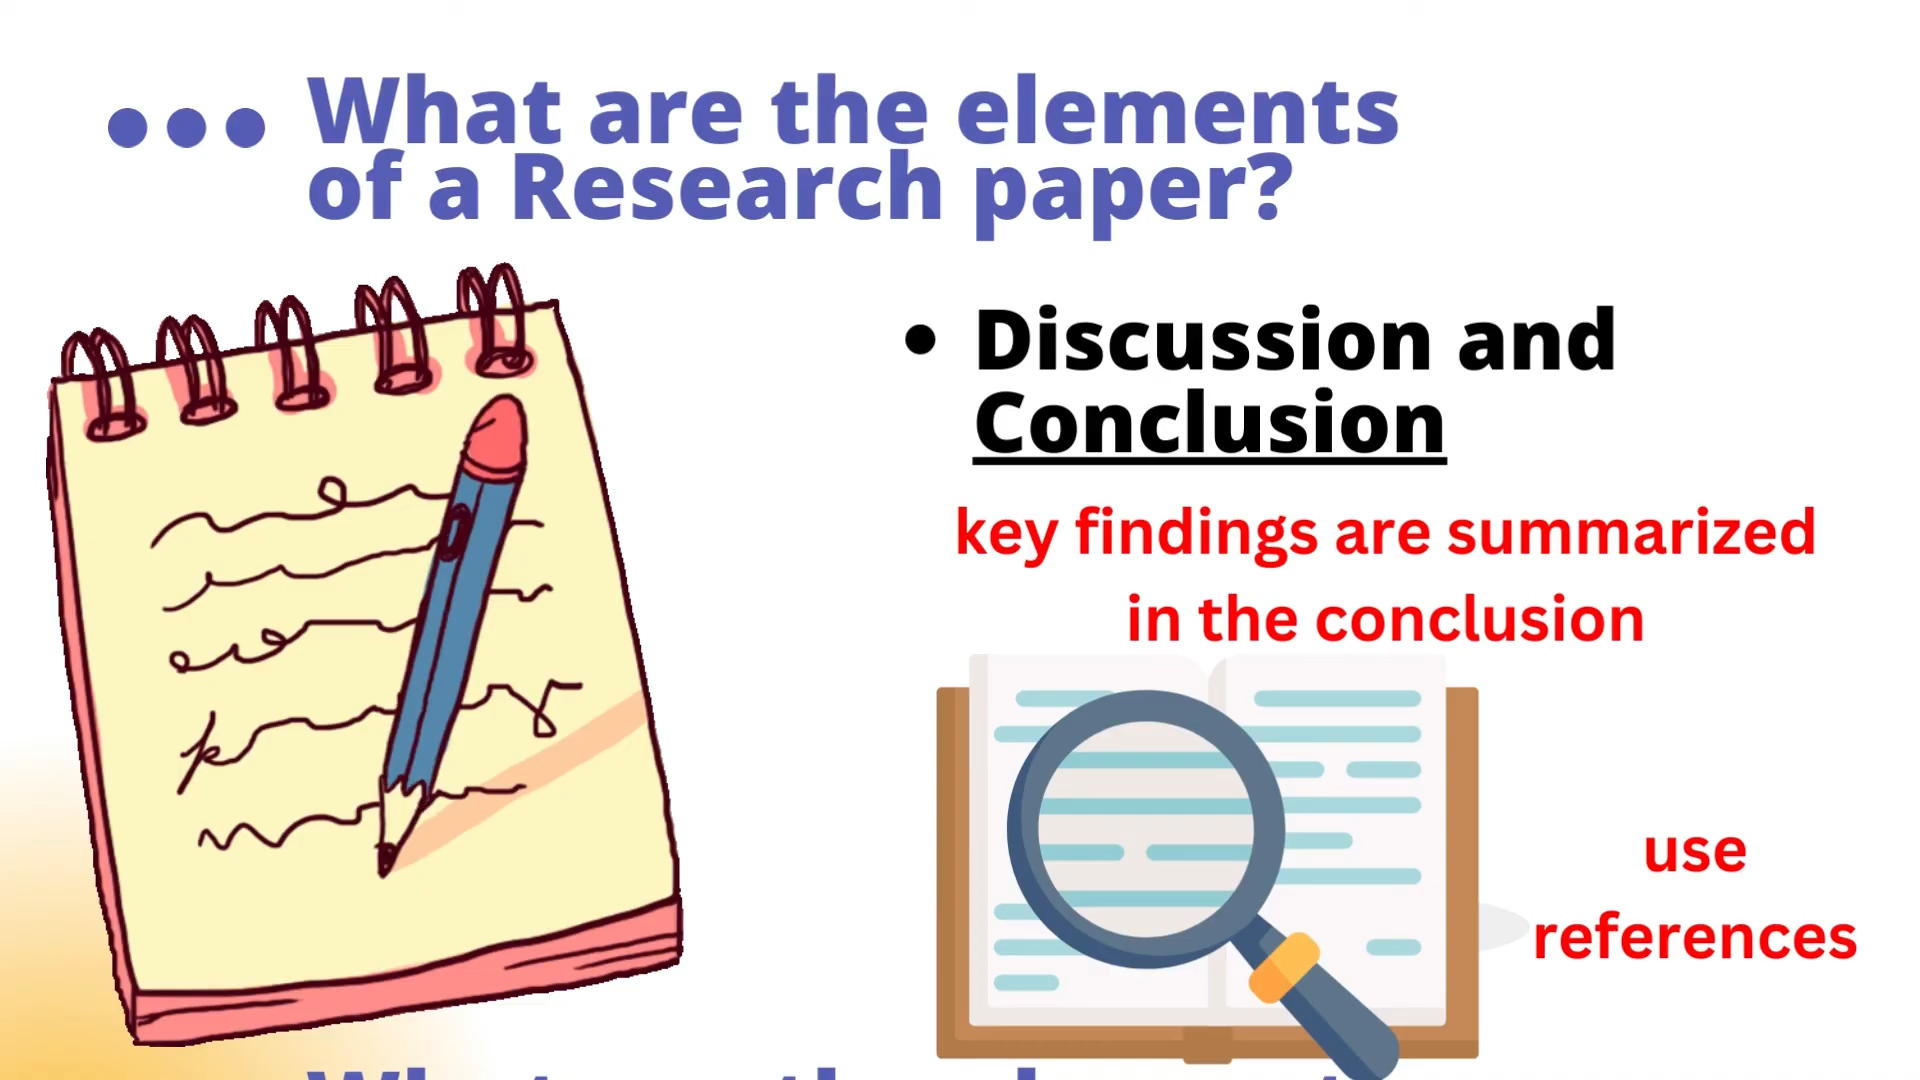 What are the elements
of a Research paper?
• Discussion and
Conclusion
key findings are summarized
in the conclusion
use
references